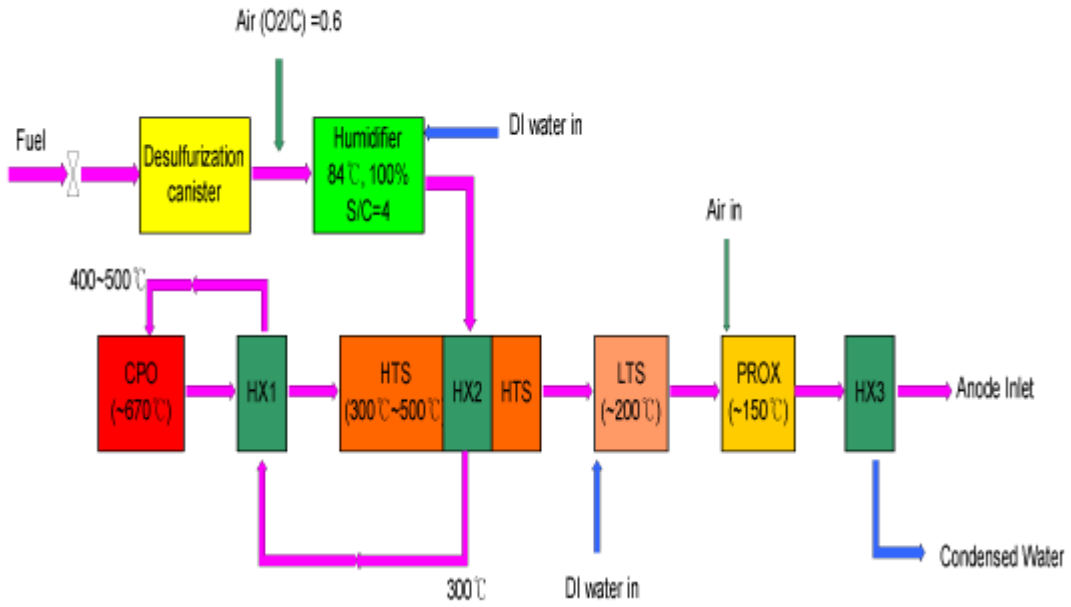 Air (O2/C) =0.6
Fuel
Desulfurization
canister
Humidifier
84℃, 100%
S/C=4
DI water in
Air in
400~500℃
CPO
(~670℃)
HX1
HTS
(300℃~500℃)
HX2
HTS
LTS
(~200℃)
PROX
(~150℃)
HX3
Anode Inlet
300℃
DI water in
Condensed Water